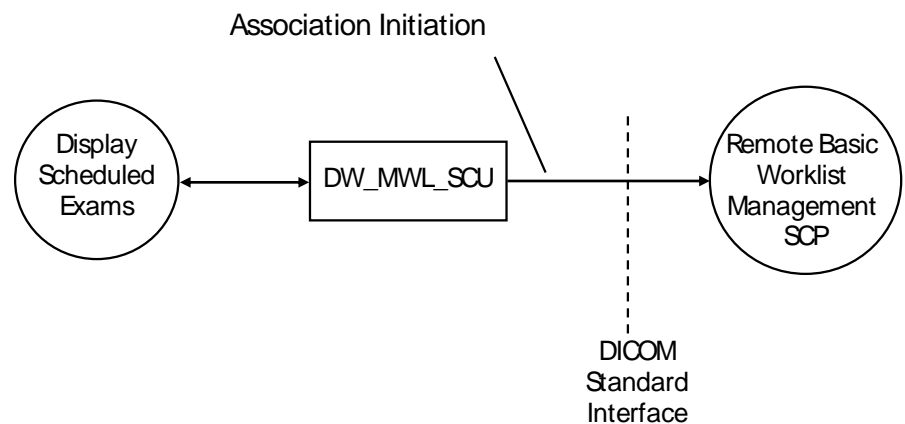 Association Initiation
Display
Scheduled
Exams
DW_MWL_SCU
Remote Basic
Worklist
Management
SCP
DICOM
Standard
Interface